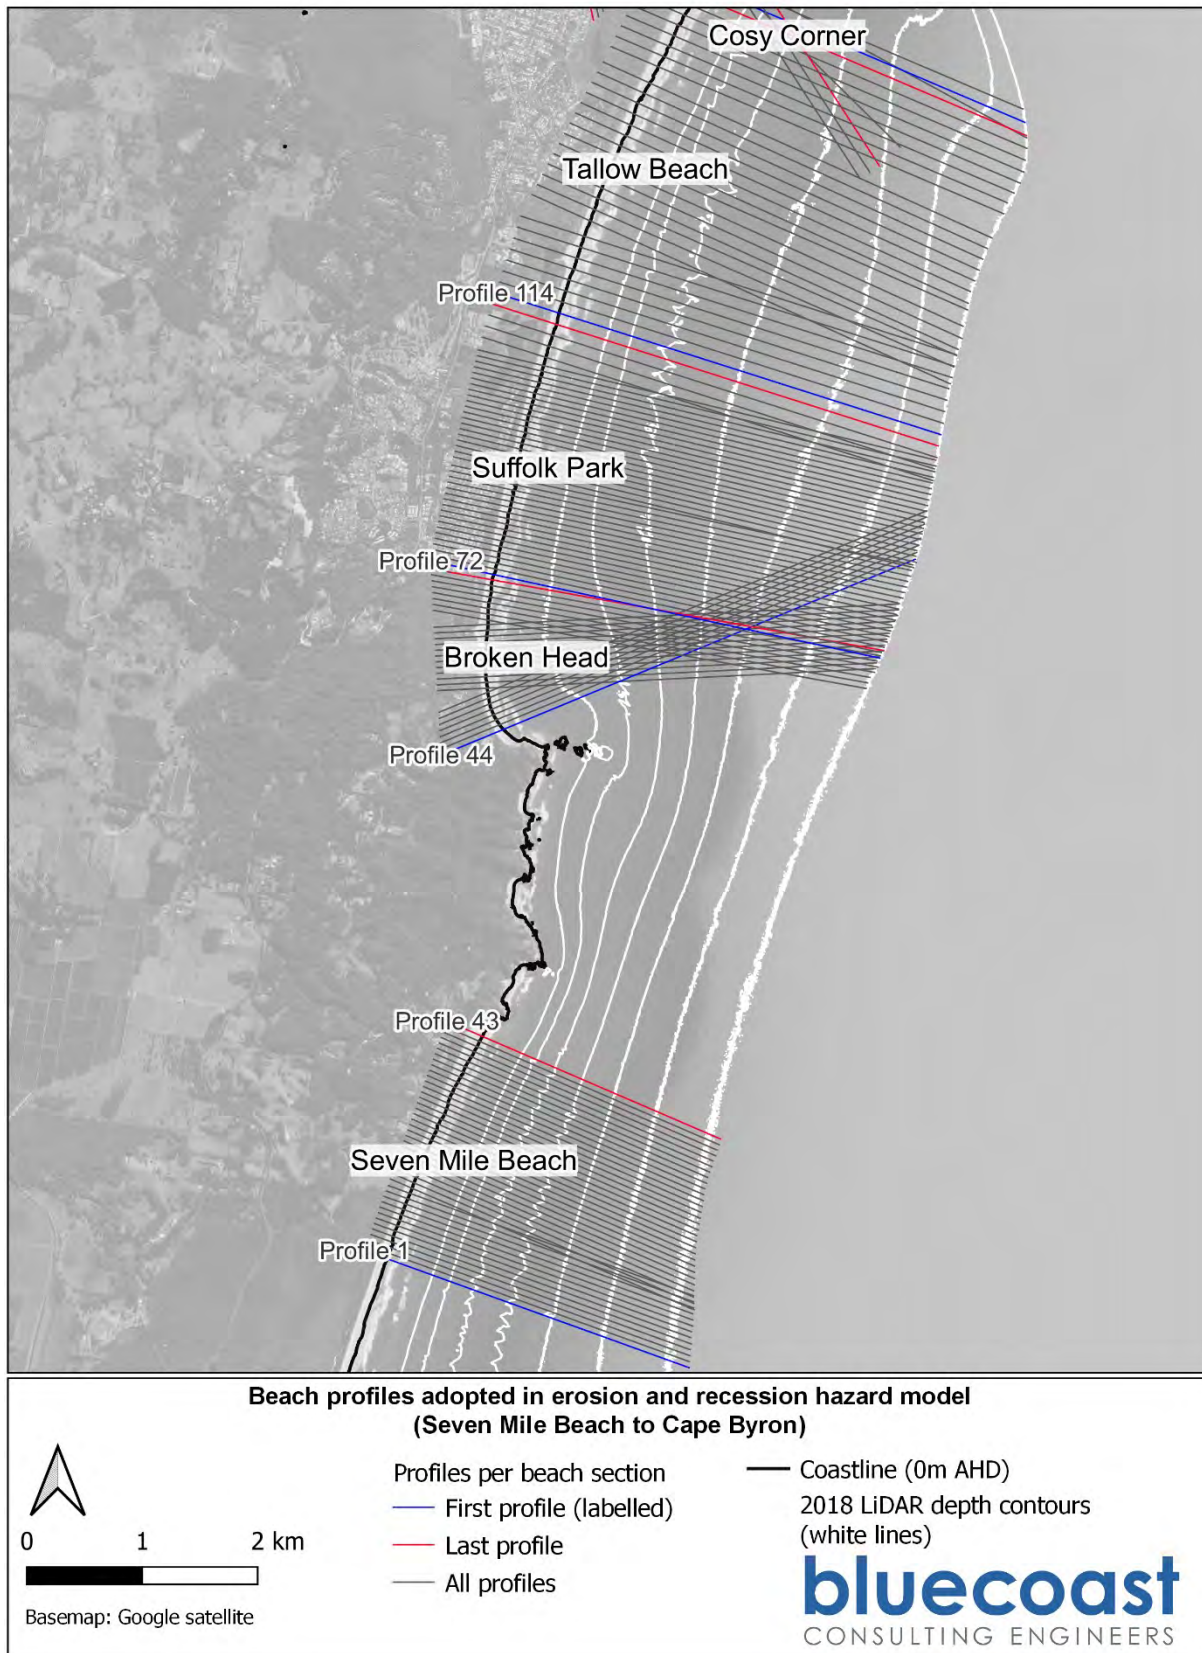 Cosy Corner
Tallow Beach
Profile 114
Suffolk Park
Profile 72
Broken Head
Profile 44
Profile 43
Seven Mile Beach
Profile 1
Beach profiles adopted in erosion and recession hazard model
(Seven Mile Beach to Cape Byron)
0 1 2 km
Basemap: Google satellite
Profiles per beach section
First profile (labelled)
Last profile
All profiles
Coastline (0m AHD)
2018 LiDAR depth contours
(white lines)
bluecoast
CONSULTING ENGINEERS